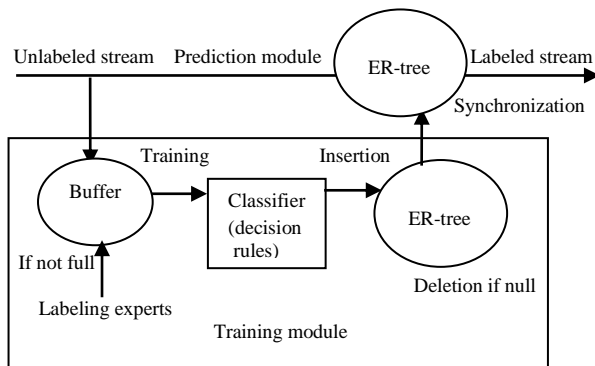 Unlabeled stream
Prediction module
ER-tree
Labeled stream
Synchronization
Training
Insertion
Buffer
Classifier
(decision
rules)
ER-tree
If not full
Deletion if null
Labeling experts
Training module